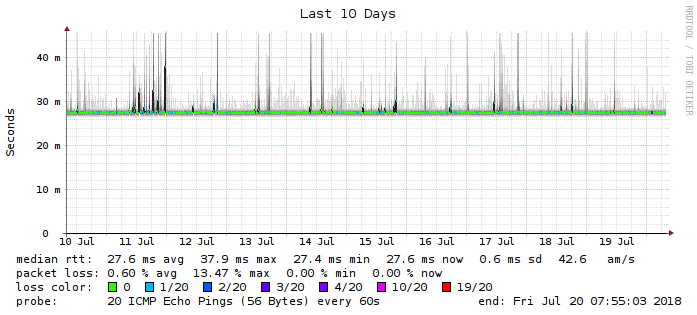 Last 10 Days
RRDTOOL / TOBI OETIKER
Seconds
40 m
30 m
20 m
10 m
0
10 Jul 11 Jul 12 Jul 13 Jul 14 Jul 15 Jul 16 Jul 17 Jul 18 Jul 19 Jul
median rtt: 27.6 ms avg 37.9 ms max 27.4 ms min 27.6 ms now 0.6 ms sd 42.6 am/s
packet loss: 0.60 % avg 13.47 % max 0.00 % min 0.00 % now
loss color: 0 1/20 2/20 3/20 4/20 10/20 19/20
probe: 20 ICMP Echo Pings (56 Bytes) every 60s end: Fri Jul 20 07:55:03 2018